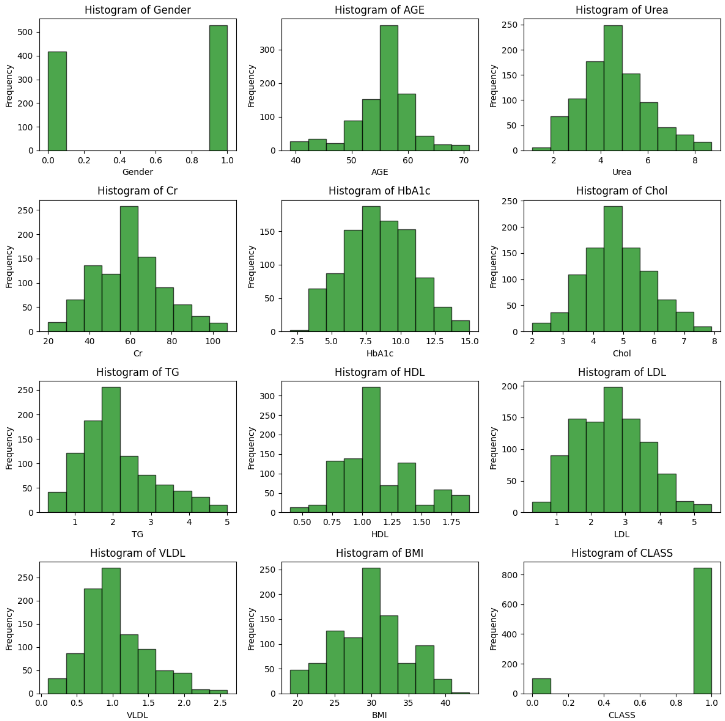 Histogram of Gender
500
400
300
200
100
0
Frequency
0.0 0.2 0.4 0.6 0.8 1.0
Gender
Histogram of AGE
300
200
100
0
Frequency
40 50 60 70
AGE
Histogram of Urea
250
200
150
100
50
0
Frequency
2 4 6 8
Urea
Histogram of Cr
250
200
150
100
50
0
Frequency
20 40 60 80 100
Cr
Histogram of HbA1c
150
100
50
0
Frequency
2.5 5.0 7.5 10.0 12.5 15.0
HbA1c
Histogram of Chol
250
200
150
100
50
0
Frequency
2 3 4 5 6 7 8
Chol
Histogram of TG
250
200
150
100
50
0
Frequency
1 2 3 4 5
TG
Histogram of HDL
300
250
200
150
100
50
0
Frequency
0.50 0.75 1.00 1.25 1.50 1.75
HDL
Histogram of LDL
200
150
100
50
0
Frequency
1 2 3 4 5
LDL
Histogram of VLDL
250
200
150
100
50
0
Frequency
0.0 0.5 1.0 1.5 2.0 2.5
VLDL
Histogram of BMI
250
200
150
100
50
0
Frequency
20 25 30 35 40
BMI
Histogram of CLASS
800
600
400
200
0
Frequency
0.0 0.2 0.4 0.6 0.8 1.0
CLASS